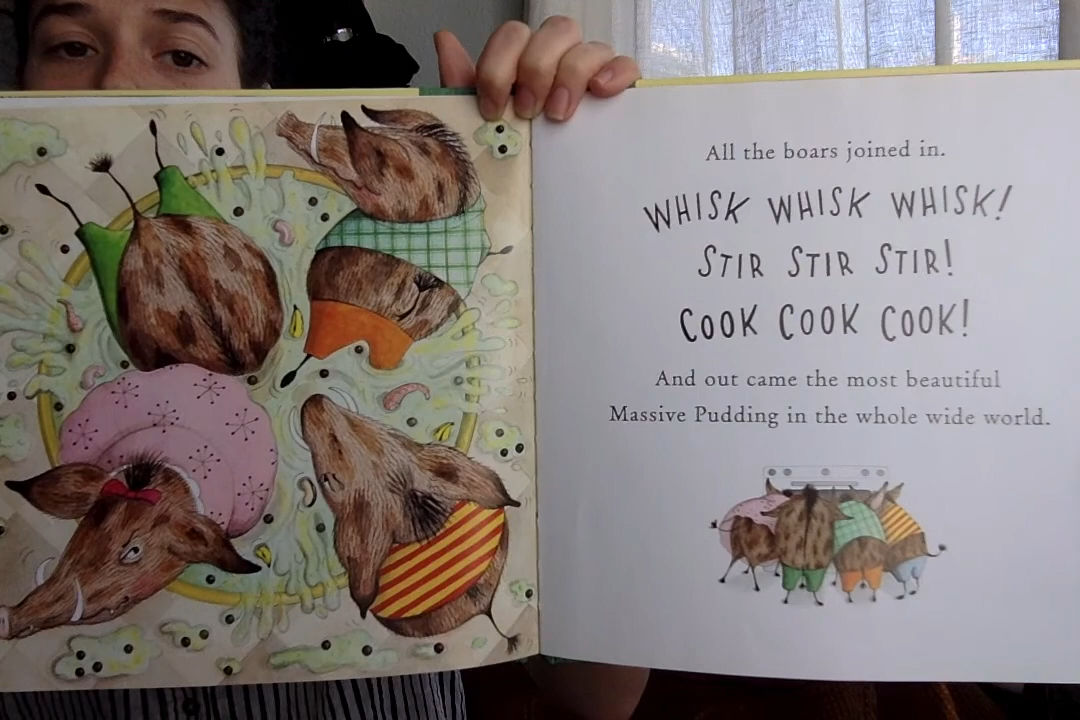 All the boars joined in.
WHISK WHISK WHISK!
STIR STIR STIR!
COOK COOK COOK!
And out came the most beautiful
Massive Pudding in the whole wide world.